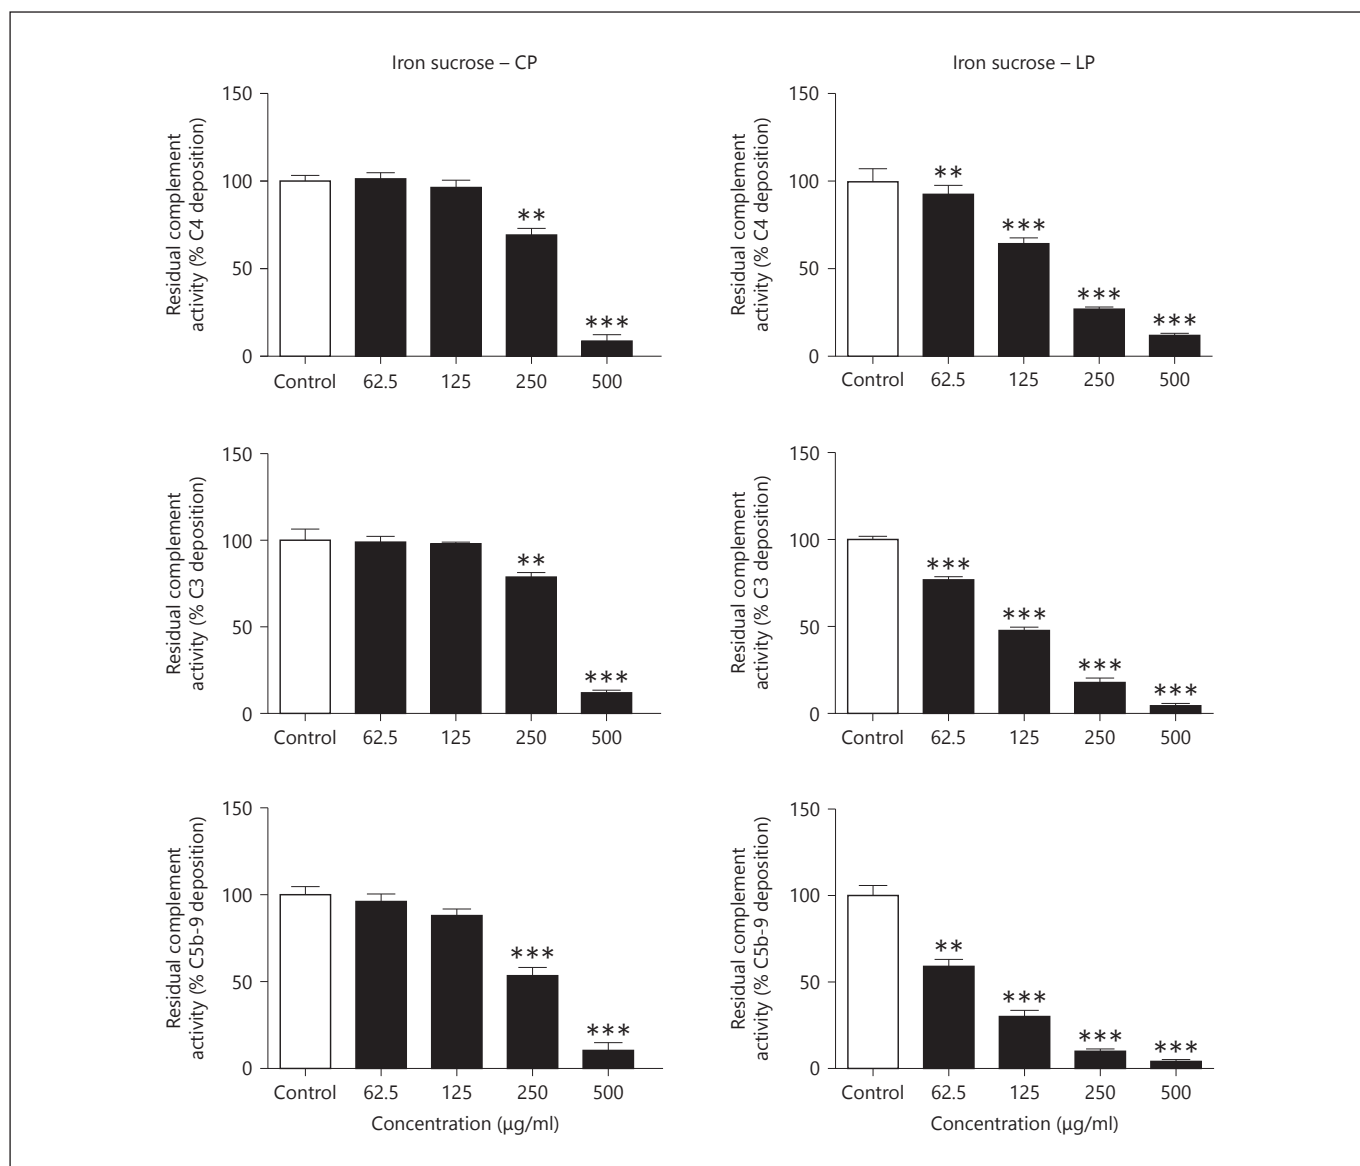 Iron sucrose – CP
Residual complement
activity (% C4 deposition)
150
100
50
0
**
***
Control 62.5 125 250 500
Iron sucrose – LP
Residual complement
activity (% C4 deposition)
150
100
50
0
**
***
***
***
Control 62.5 125 250 500
Residual complement
activity (% C3 deposition)
150
100
50
0
**
***
Control 62.5 125 250 500
Residual complement
activity (% C3 deposition)
150
100
50
0
***
***
***
***
Control 62.5 125 250 500
Residual complement
activity (% C5b-9 deposition)
150
100
50
0
***
***
Control 62.5 125 250 500
Concentration (µg/ml)
Residual complement
activity (% C5b-9 deposition)
150
100
50
0
**
***
***
***
Control 62.5 125 250 500
Concentration (µg/ml)